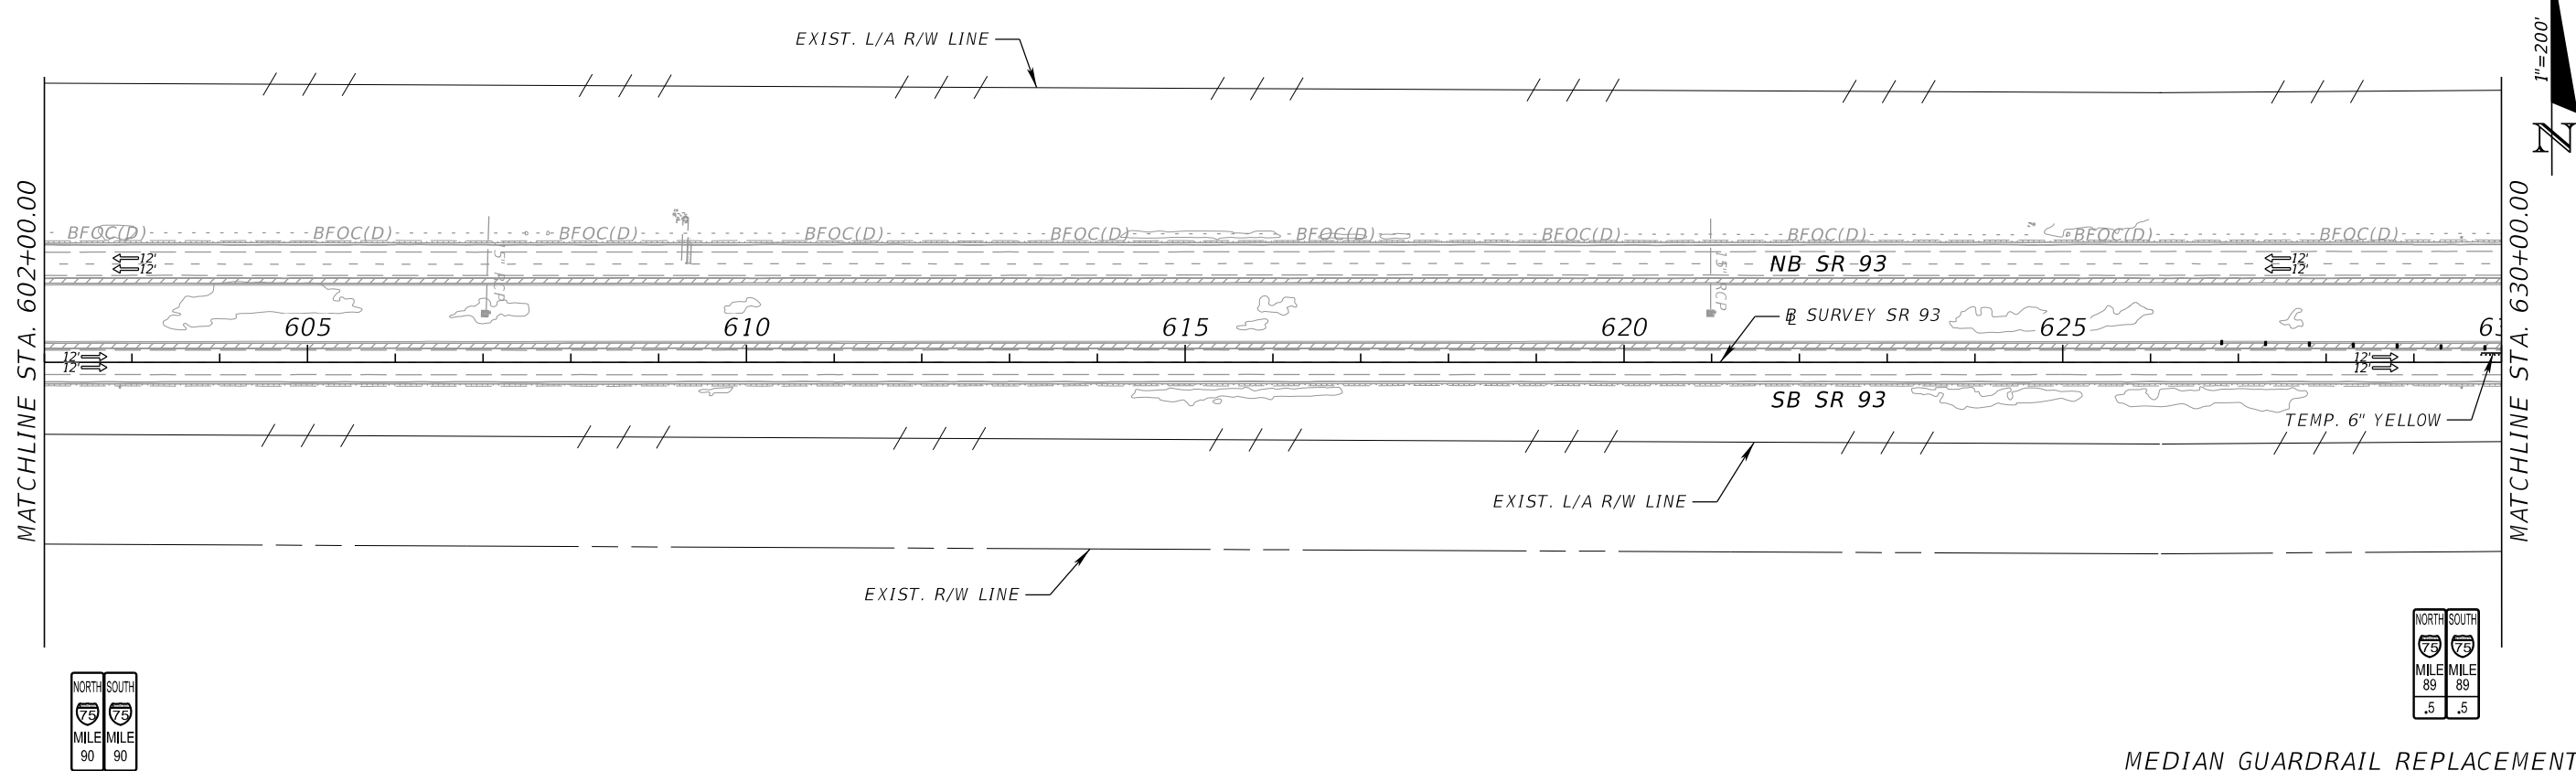 EXIST. L/A R/W LINE
1"=200'
N
MATCHLINE STA. 602+00.00
MATCHLINE STA. 630+00.00
BFOC(D) BFOC(D) BFOC(D) BFOC(D) BFOC(D) BFOC(D) BFOC(D) BFOC(D) BFOC(D) BFOC(D)
12' 12'
12' 12'
NB SR 93
15" RCP
B SURVEY SR 93
605 610 615 620 625
12' 12'
12' 12'
SB SR 93
TEMP. 6" YELLOW
EXIST. L/A R/W LINE
EXIST. R/W LINE
NORTH SOUTH
75 75
MILE MILE
89 89
.5 .5
NORTH SOUTH
75 75
MILE MILE
90 90
MEDIAN GUARDRAIL REPLACEMENT